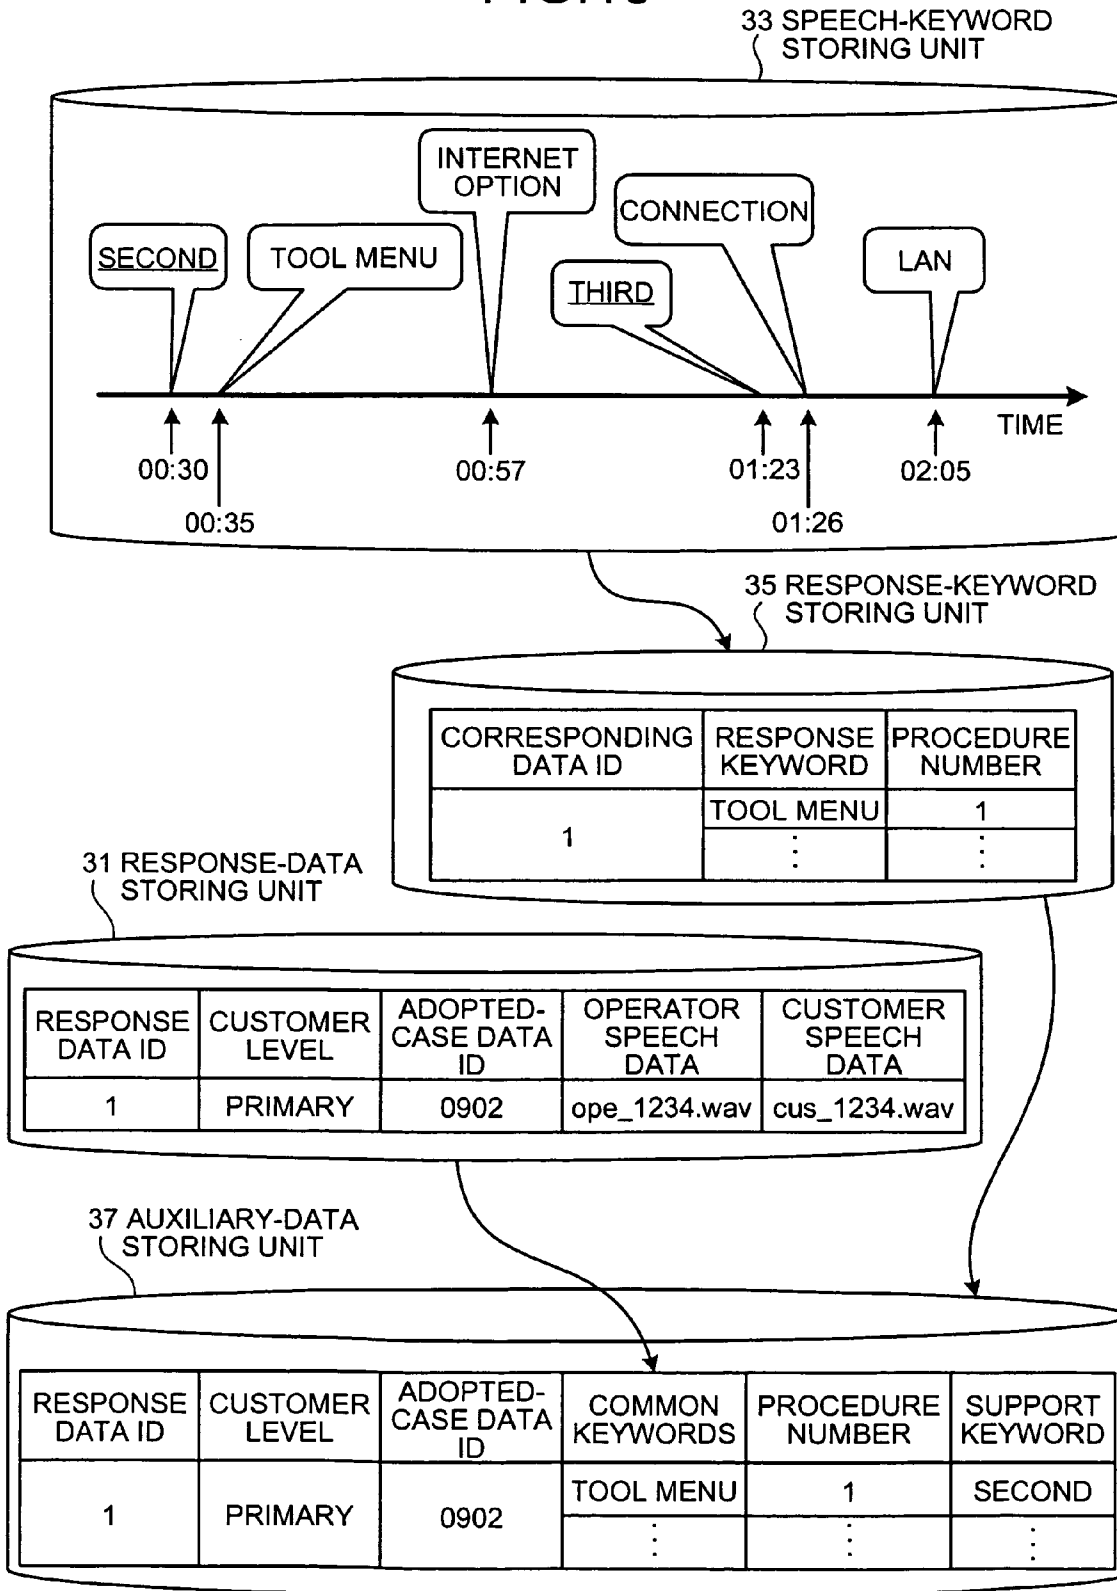 33 SPEECH-KEYWORD
STORING UNIT
INTERNET
OPTION
CONNECTION
SECOND
TOOL MENU
THIRD
LAN
TIME
00:30
00:57
01:23
02:05
00:35
01:26
35 RESPONSE-KEYWORD
STORING UNIT
CORRESPONDING
DATA ID
RESPONSE
KEYWORD
PROCEDURE
NUMBER
1
TOOL MENU
1
⋮
⋮
31 RESPONSE-DATA
STORING UNIT
RESPONSE
DATA ID
CUSTOMER
LEVEL
ADOPTED-
CASE DATA
ID
OPERATOR
SPEECH
DATA
CUSTOMER
SPEECH
DATA
1
PRIMARY
0902
ope_1234.wav
cus_1234.wav
37 AUXILIARY-DATA
STORING UNIT
RESPONSE
DATA ID
CUSTOMER
LEVEL
ADOPTED-
CASE DATA
ID
COMMON
KEYWORDS
PROCEDURE
NUMBER
SUPPORT
KEYWORD
1
PRIMARY
0902
TOOL MENU
1
SECOND
⋮
⋮
⋮